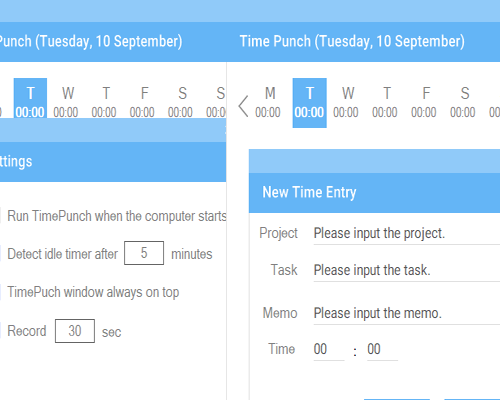 Punch (Tuesday, 10 September)
T W T F S S
00:00 00:00 00:00 00:00 00:00 00:00
ttings
Run TimePunch when the computer starts
Detect idle timer after 5 minutes
TimePuch window always on top
Record 30 sec
Time Punch (Tuesday, 10 September)
M T W T F S
00:00 00:00 00:00 00:00 00:00 00:00 00
New Time Entry
Project Please input the project.
Task Please input the task.
Memo Please input the memo.
Time 00 : 00